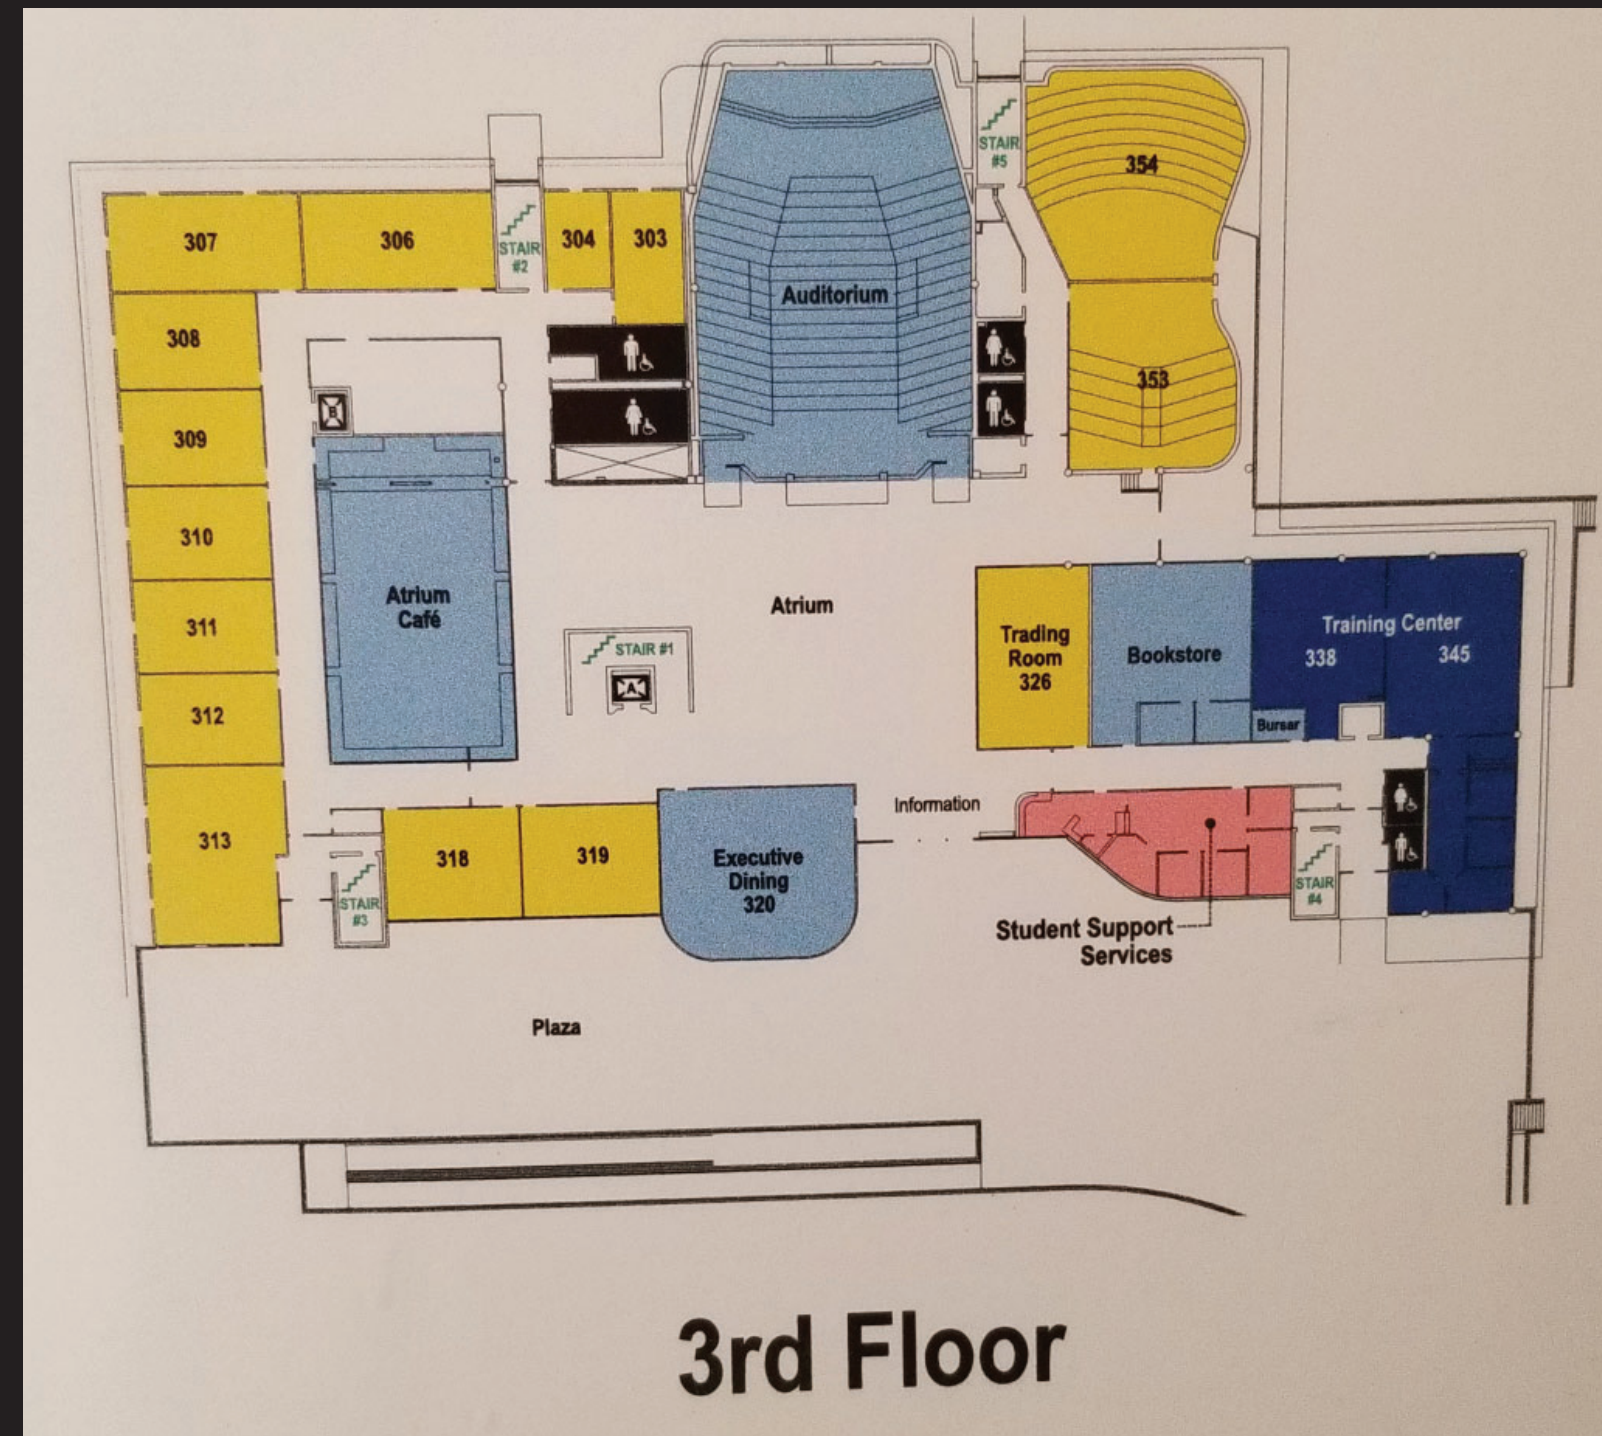 STAIR
#5
354
307
306
STAIR
#2
304
303
Auditorium
308
B
353
309
310
Atrium
Café
Atrium
311
STAIR #1
A
Trading
Room
326
Bookstore
Training Center
338
345
312
Bursar
313
Information
318
319
Executive
Dining
320
STAIR
#3
STAIR
#4
Student Support
Services
Plaza
3rd Floor